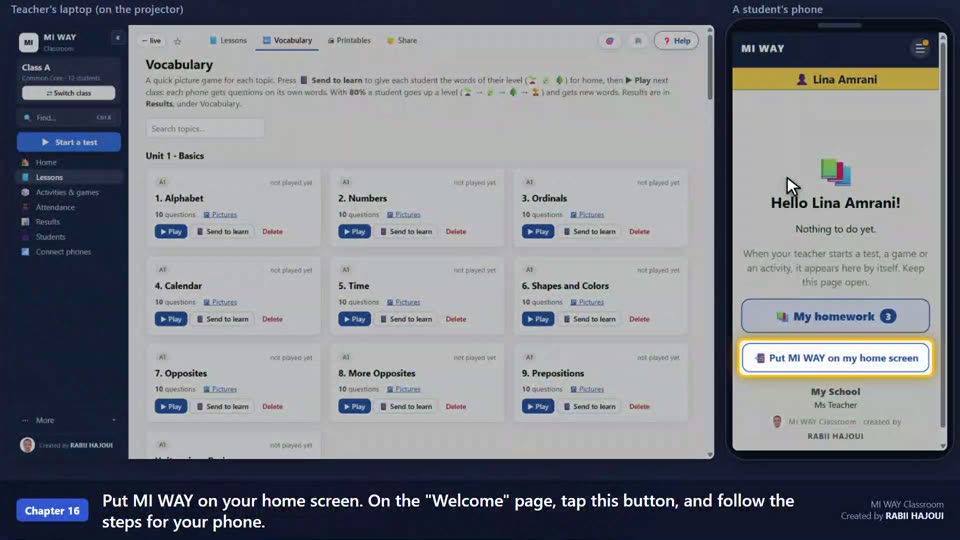 Teacher's laptop (on the projector)
A student's phone
MI
MI WAY
Classroom
Class A
Common Core · 12 students
Switch class
Find...
Ctrl K
Start a test
Home
Lessons
Activities & games
Attendance
Results
Students
Connect phones
More
Created by RABII HAJOUI
live
Lessons
Vocabulary
Printables
Share
? Help
Vocabulary
A quick picture game for each topic. Press Send to learn to give each student the words of their level for home, then ▶ Play next
class: each phone gets questions on its own words. With 80% a student goes up a level and gets new words. Results are in
Results, under Vocabulary.
Search topics...
Unit 1 - Basics
A1 not played yet
1. Alphabet
10 questions Pictures
▶ Play Send to learn Delete
A1 not played yet
2. Numbers
10 questions Pictures
▶ Play Send to learn Delete
A1 not played yet
3. Ordinals
10 questions Pictures
▶ Play Send to learn Delete
A1 not played yet
4. Calendar
10 questions Pictures
▶ Play Send to learn Delete
A1 not played yet
5. Time
10 questions Pictures
▶ Play Send to learn Delete
A1 not played yet
6. Shapes and Colors
10 questions Pictures
▶ Play Send to learn Delete
A1 not played yet
7. Opposites
10 questions Pictures
▶ Play Send to learn Delete
A1 not played yet
8. More Opposites
10 questions Pictures
▶ Play Send to learn Delete
A1 not played yet
9. Prepositions
10 questions Pictures
▶ Play Send to learn Delete
A1 not played yet
MI WAY
Lina Amrani
Hello Lina Amrani!
Nothing to do yet.
When your teacher starts a test, a game or
an activity, it appears here by itself. Keep
this page open.
My homework 3
Put MI WAY on my home screen
My School
Ms Teacher
MI WAY Classroom · created by
RABII HAJOUI
Chapter 16
Put MI WAY on your home screen. On the "Welcome" page, tap this button, and follow the
steps for your phone.
MI WAY Classroom
Created by RABII HAJOUI